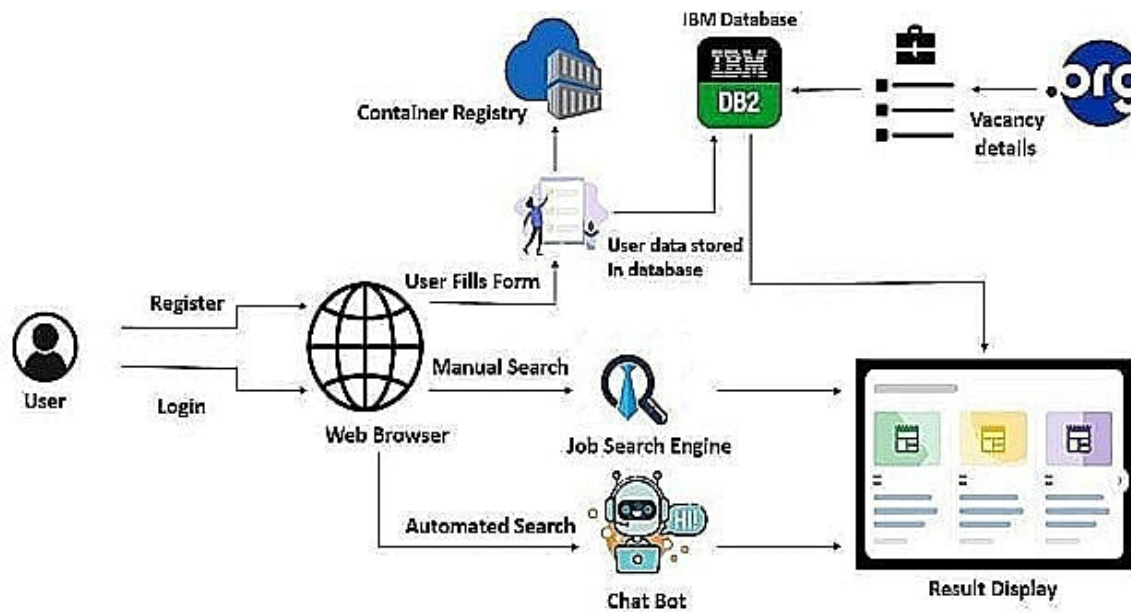 IBM Database
IBM
DB2
.org
Container Registry
Vacancy
details
User data stored
In database
User Fills Form
Register
Manual Search
Login
User
Web Browser
Job Search Engine
HI!
Automated Search
Chat Bot
Result Display